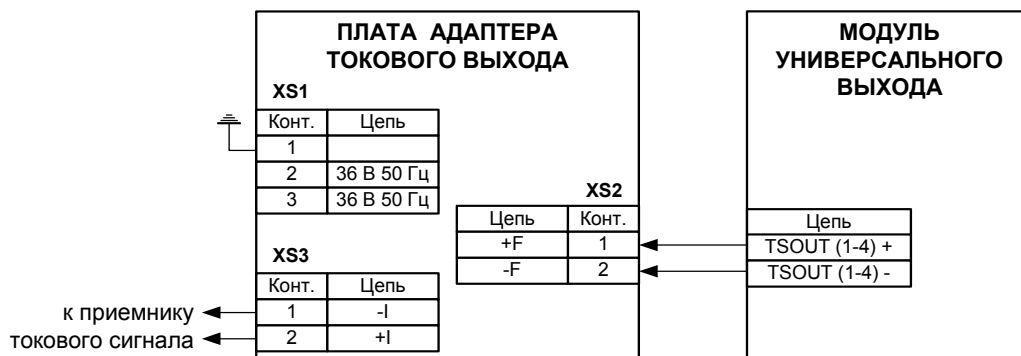 ПЛАТА АДАПТЕРА
ТОКОВОГО ВЫХОДА
МОДУЛЬ
УНИВЕРСАЛЬНОГО
ВЫХОДА
XS1
Конт. Цепь
1
2 36 В 50 Гц
3 36 В 50 Гц
XS2
Цепь Конт.
+F 1
-F 2
Цепь
TSOUT (1-4) +
TSOUT (1-4) -
XS3
Конт. Цепь
1 -I
2 +I
к приемнику
токового сигнала